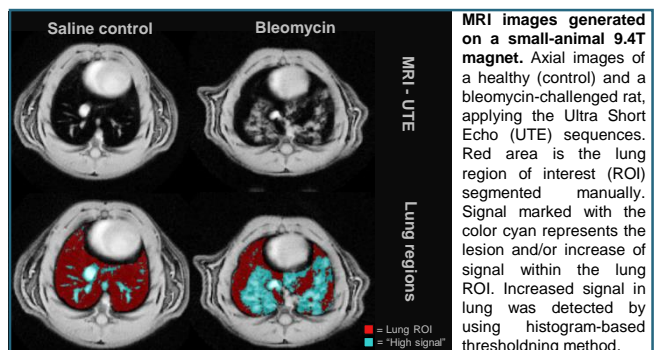 Saline control
Bleomycin
MRI - UTE
Lung regions
= Lung ROI
= “High signal”
MRI images generated
on a small-animal 9.4T
magnet. Axial images of
a healthy (control) and a
bleomycin-challenged rat,
applying the Ultra Short
Echo (UTE) sequences.
Red area is the lung
region of interest (ROI)
segmented manually.
Signal marked with the
color cyan represents the
lesion and/or increase of
signal within the lung
ROI. Increased signal in
lung was detected by
using histogram-based
thresholdning method.